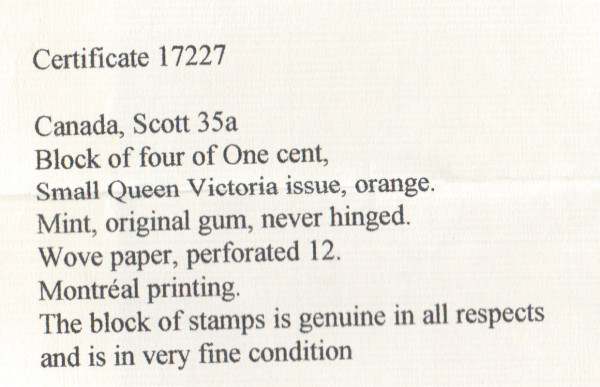 Certificate 17227
Canada, Scott 35a
Block of four of One cent,
Small Queen Victoria issue, orange.
Mint, original gum, never hinged.
Wove paper, perforated 12.
Montréal printing.
The block of stamps is genuine in all respects
and is in very fine condition